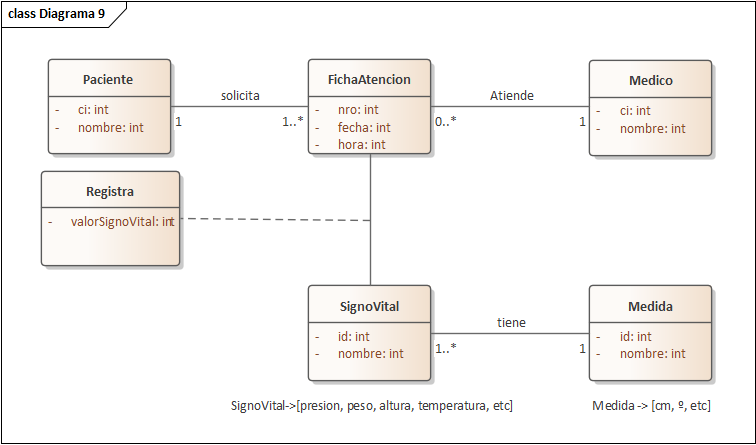 class Diagrama 9
Paciente
- ci: int
- nombre: int
solicita
1
1..*
FichaAtencion
- nro: int
- fecha: int
- hora: int
Atiende
0..*
1
Medico
- ci: int
- nombre: int
Registra
- valorSignoVital: int
SignoVital
- id: int
- nombre: int
tiene
1..*
1
Medida
- id: int
- nombre: int
SignoVital->[presion, peso, altura, temperatura, etc]
Medida -> [cm, º, etc]